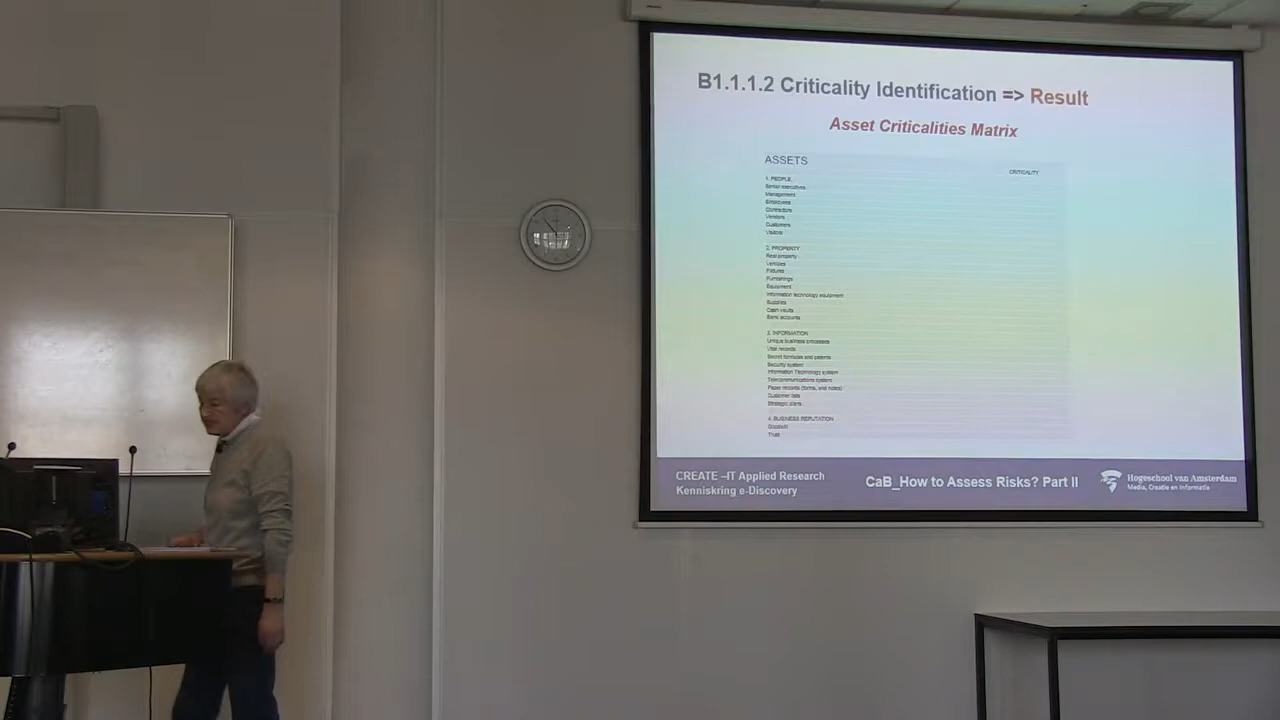 B1.1.1.2 Criticality Identification => Result
Asset Criticalities Matrix
ASSETS
CRITICALITY
1. PEOPLE
Senior executives
Management
Employees
Contractors
Vendors
Customers
Visitors
2. PROPERTY
Real property
Vehicles
Fixtures
Furnishings
Equipment
Information technology equipment
Supplies
Cash vaults
Bank accounts
3. INFORMATION
Unique business processes
Vital records
Secret formulas and patents
Security system
Information Technology system
Telecommunications system
Paper records (forms, and notes)
Customer lists
Strategic plans
4. BUSINESS REPUTATION
Goodwill
Trust
CREATE –IT Applied Research
Kenniskring e-Discovery
CaB_How to Assess Risks? Part II
Hogeschool van Amsterdam
Media, Creatie en Informatie